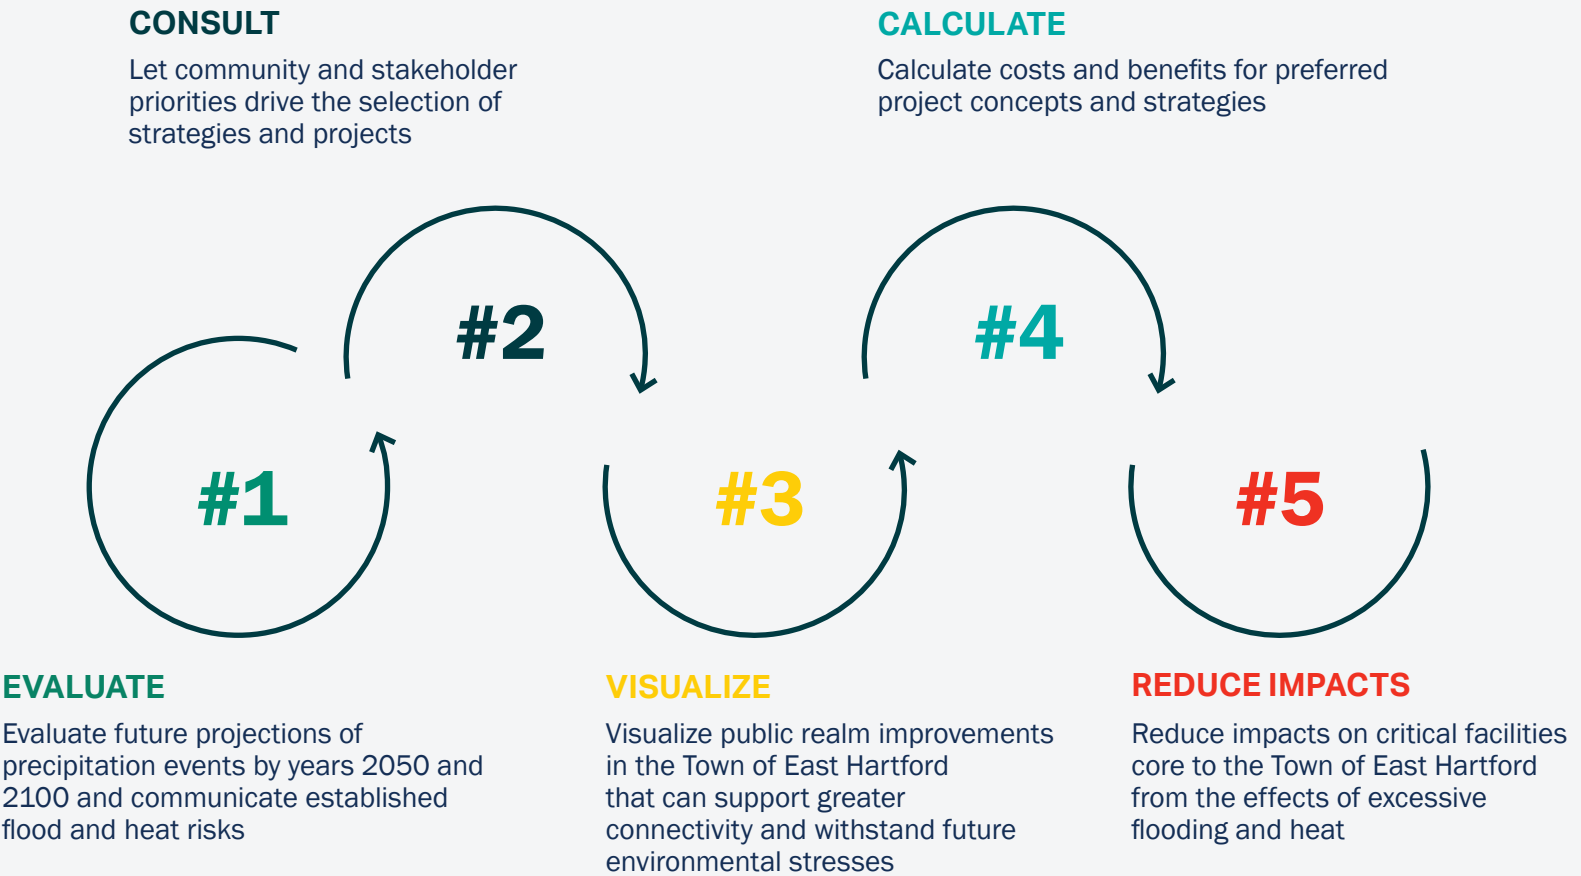 CONSULT
Let community and stakeholder
priorities drive the selection of
strategies and projects
CALCULATE
Calculate costs and benefits for preferred
project concepts and strategies
#1
#2
#3
#4
#5
EVALUATE
Evaluate future projections of
precipitation events by years 2050 and
2100 and communicate established
flood and heat risks
VISUALIZE
Visualize public realm improvements
in the Town of East Hartford
that can support greater
connectivity and withstand future
environmental stresses
REDUCE IMPACTS
Reduce impacts on critical facilities
core to the Town of East Hartford
from the effects of excessive
flooding and heat